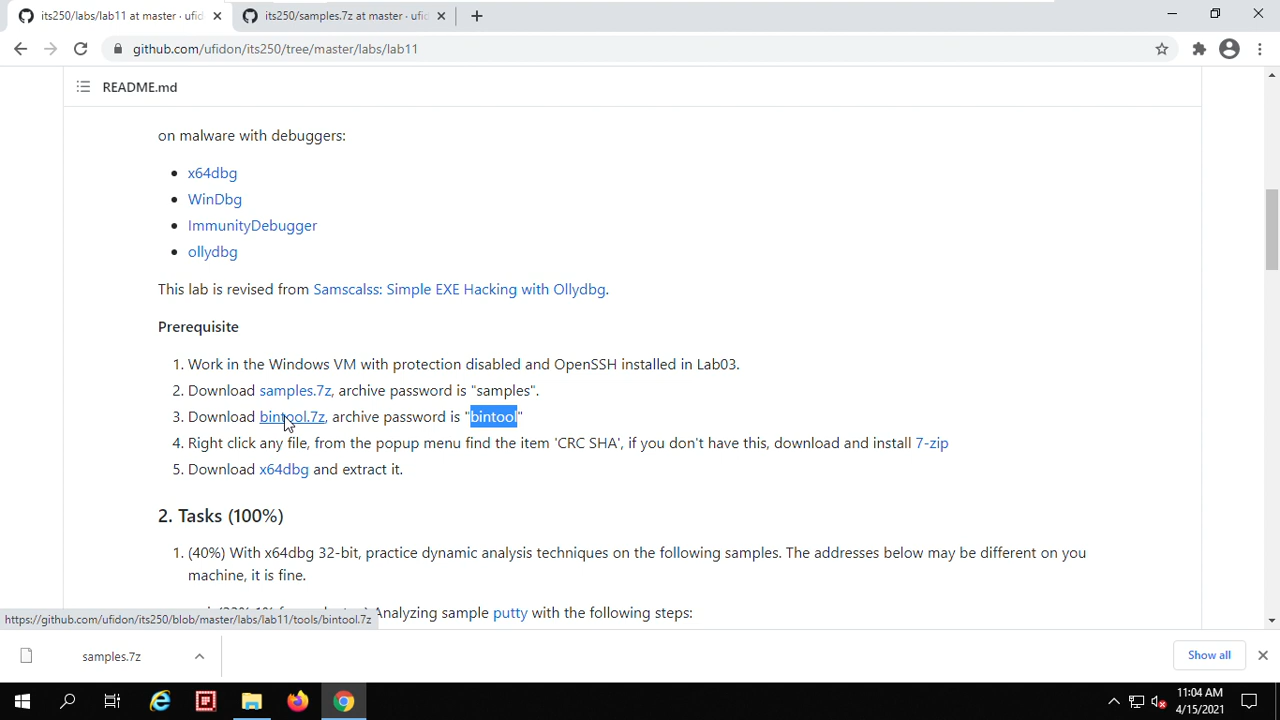 its250/labs/lab11 at master · ufid
its250/samples.7z at master · ufid
github.com/ufidon/its250/tree/master/labs/lab11
README.md
on malware with debuggers:
x64dbg
WinDbg
ImmunityDebugger
ollydbg
This lab is revised from Samscalss: Simple EXE Hacking with Ollydbg.
Prerequisite
1. Work in the Windows VM with protection disabled and OpenSSH installed in Lab03.
2. Download samples.7z, archive password is "samples".
3. Download bintool.7z, archive password is "bintool"
4. Right click any file, from the popup menu find the item 'CRC SHA', if you don't have this, download and install 7-zip
5. Download x64dbg and extract it.
2. Tasks (100%)
1. (40%) With x64dbg 32-bit, practice dynamic analysis techniques on the following samples. The addresses below may be different on you
machine, it is fine.
Analyzing sample putty with the following steps:
https://github.com/ufidon/its250/blob/master/labs/lab11/tools/bintool.7z
samples.7z
Show all
11:04 AM
4/15/2021